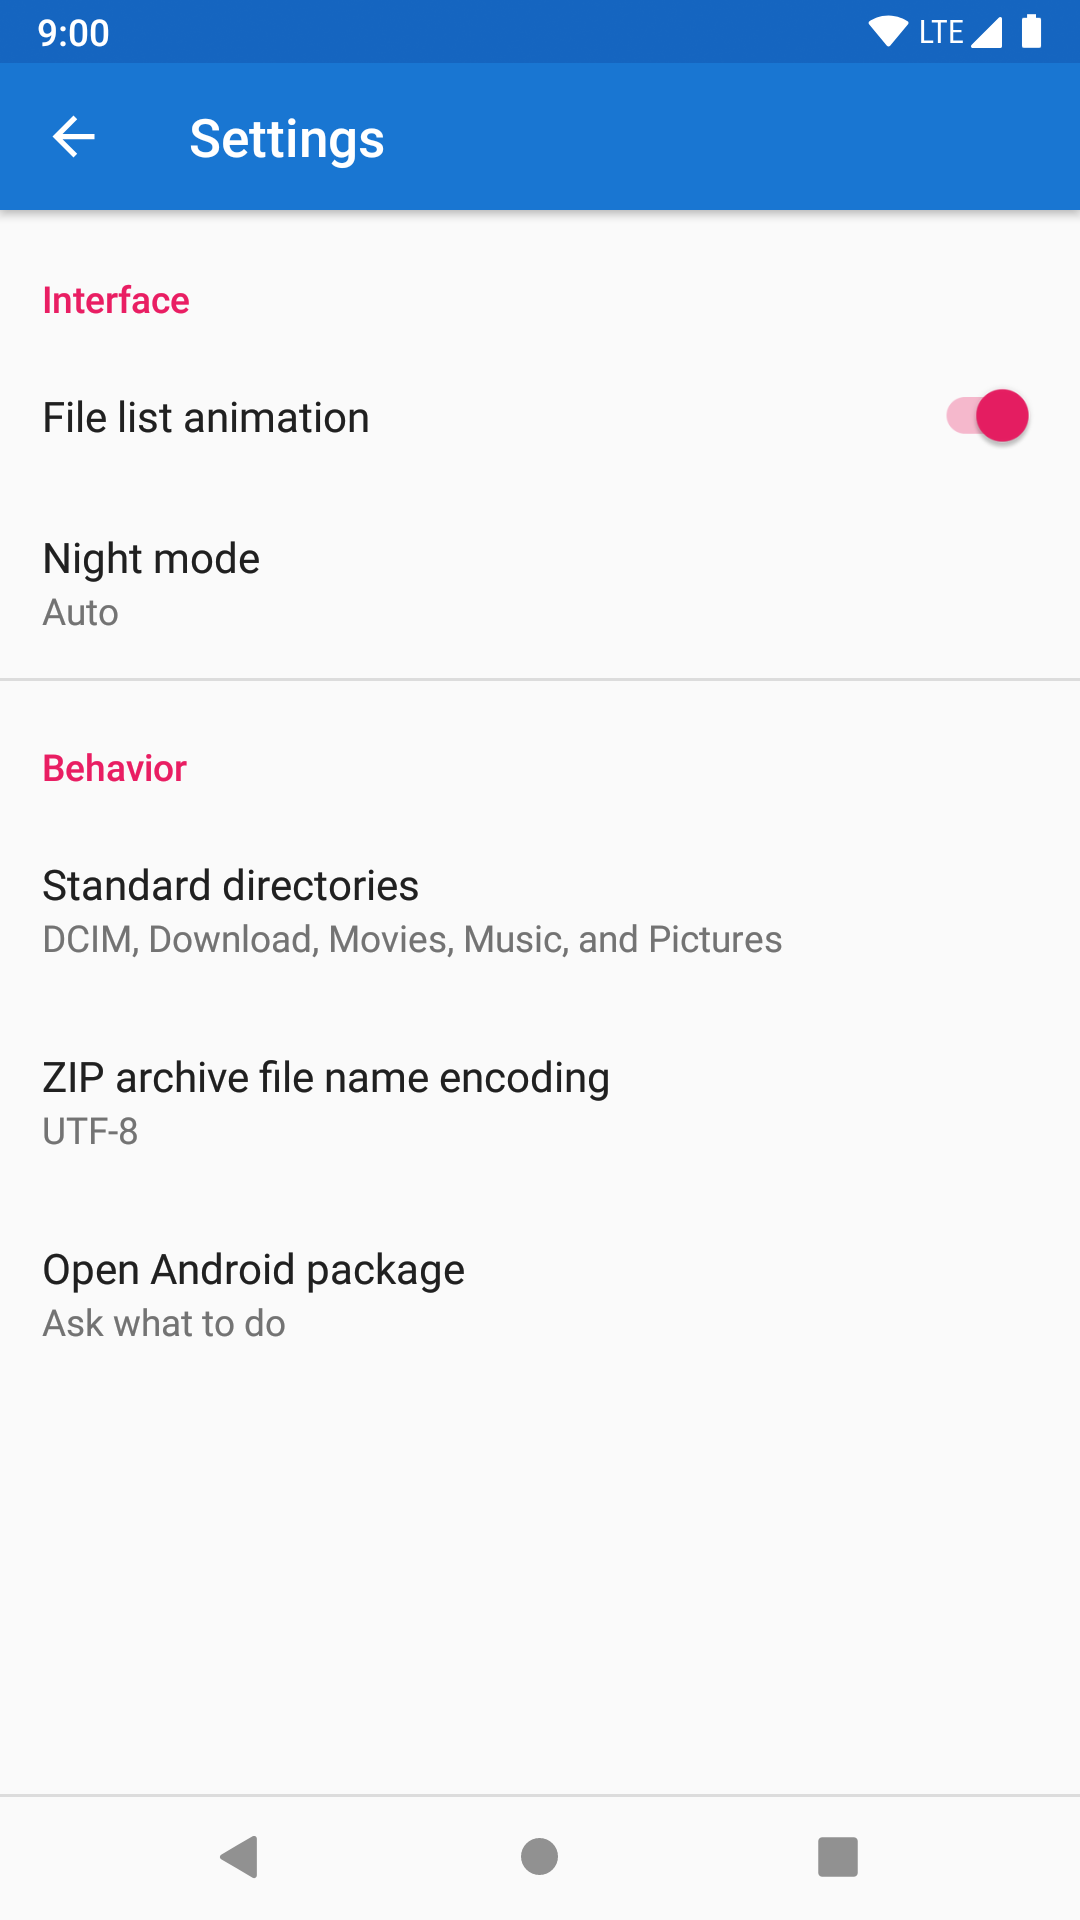 9:00 LTE
Settings
Interface
File list animation
Night mode
Auto
Behavior
Standard directories
DCIM, Download, Movies, Music, and Pictures
ZIP archive file name encoding
UTF-8
Open Android package
Ask what to do